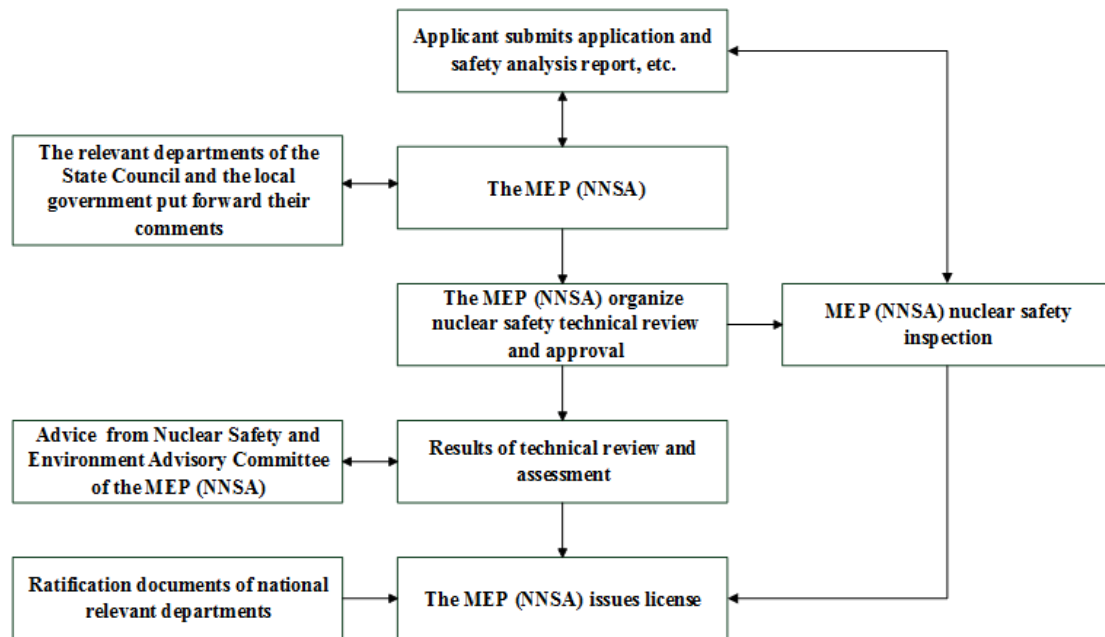 Applicant submits application and
safety analysis report, etc.
The relevant departments of the
State Council and the local
government put forward their
comments
The MEP (NNSA)
The MEP (NNSA) organize
nuclear safety technical review
and approval
MEP (NNSA) nuclear safety
inspection
Advice from Nuclear Safety and
Environment Advisory Committee
of the MEP (NNSA)
Results of technical review and
assessment
Ratification documents of national
relevant departments
The MEP (NNSA) issues license